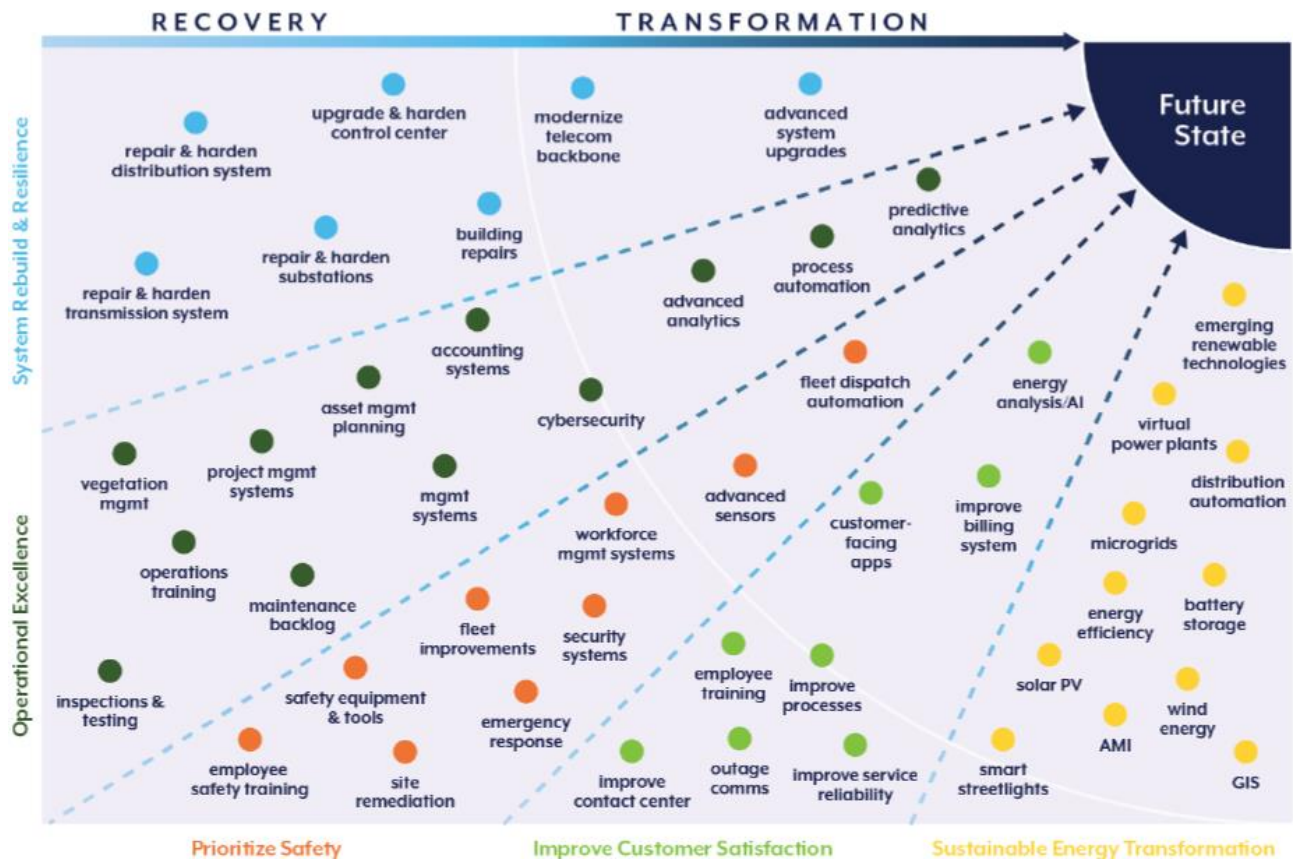 RECOVERY
TRANSFORMATION
Future
State
System Rebuild & Resilience
Operational Excellence
upgrade & harden
control center
repair & harden
distribution system
modernize
telecom
backbone
advanced
system
upgrades
building
repairs
repair & harden
substations
repair & harden
transmission system
predictive
analytics
process
automation
advanced
analytics
accounting
systems
asset mgmt
planning
cybersecurity
vegetation
mgmt
project mgmt
systems
mgmt
systems
operations
training
maintenance
backlog
inspections &
testing
fleet dispatch
automation
advanced
sensors
workforce
mgmt systems
fleet
improvements
security
systems
safety equipment
& tools
emergency
response
employee
safety training
site
remediation
energy
analysis/AI
customer-
facing
apps
improve
billing
system
employee
training
improve
processes
improve
contact center
outage
comms
improve service
reliability
emerging
renewable
technologies
virtual
power plants
distribution
automation
microgrids
energy
efficiency
battery
storage
solar PV
wind
energy
AMI
smart
streetlights
GIS
Prioritize Safety
Improve Customer Satisfaction
Sustainable Energy Transformation